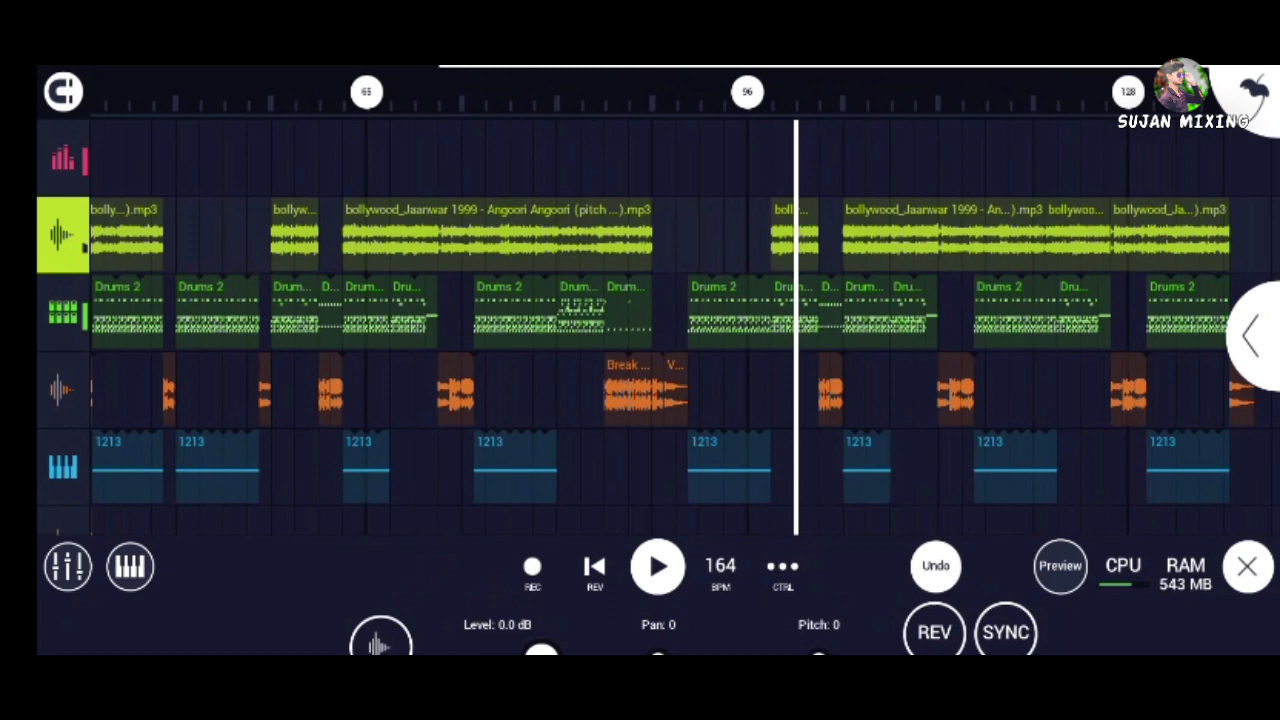 65 96 128
SUJAN MIXING
bolly...).mp3 bollyw... bollywood_Jaanwar 1999 - Angoori Angoori (pitch ...).mp3 boll... bollywood_Jaanwar 1999 - An...).mp3 bollywoo... bollywood_Ja...).mp3
Drums 2 Drums 2 Drum... D... Drum... Dru... Drums 2 Drum... Drum... Drums 2 Drum... D... Drum... Dru... Drums 2 Dru... Drums 2
Break ... V...
1213 1213 1213 1213 1213 1213 1213 1213
164 Undo Preview CPU RAM
543 MB
REC REV BPM CTRL
Level: 0.0 dB Pan: 0 Pitch: 0
REV SYNC